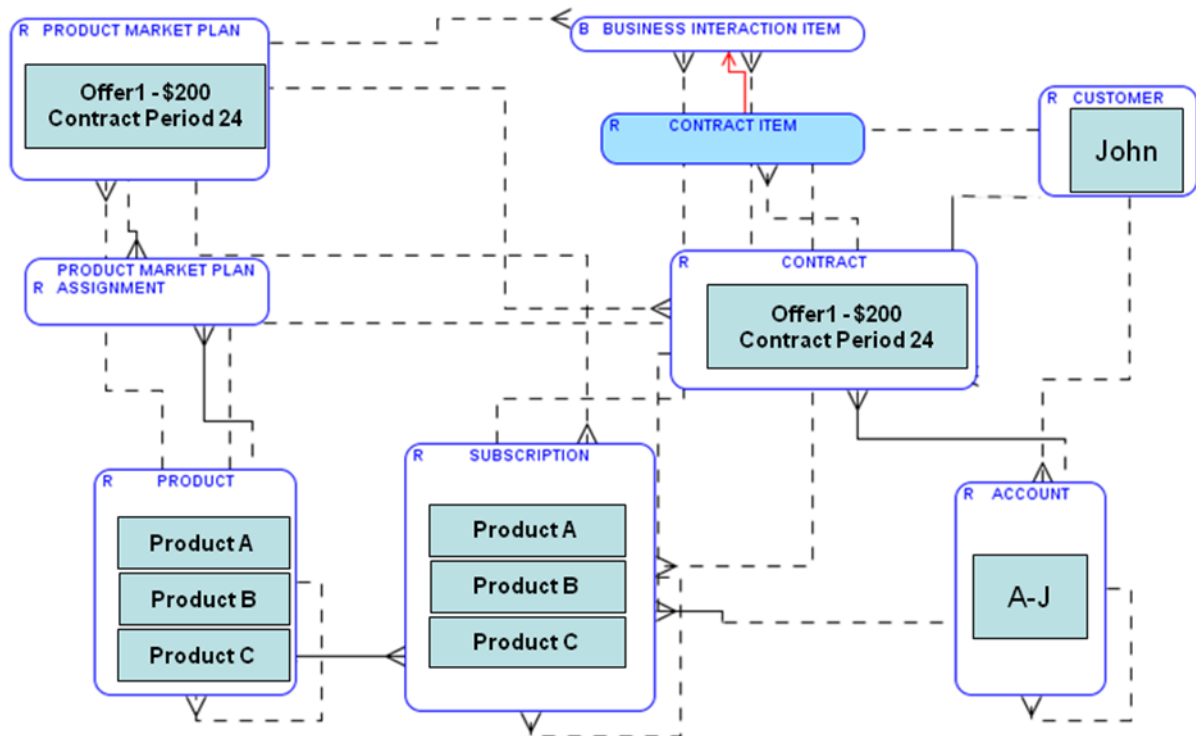 R PRODUCT MARKET PLAN
Offer1 - $200
Contract Period 24
B BUSINESS INTERACTION ITEM
R CONTRACT ITEM
R CUSTOMER
John
PRODUCT MARKET PLAN
R ASSIGNMENT
R CONTRACT
Offer1 - $200
Contract Period 24
R PRODUCT
Product A
Product B
Product C
R SUBSCRIPTION
Product A
Product B
Product C
R ACCOUNT
A-J